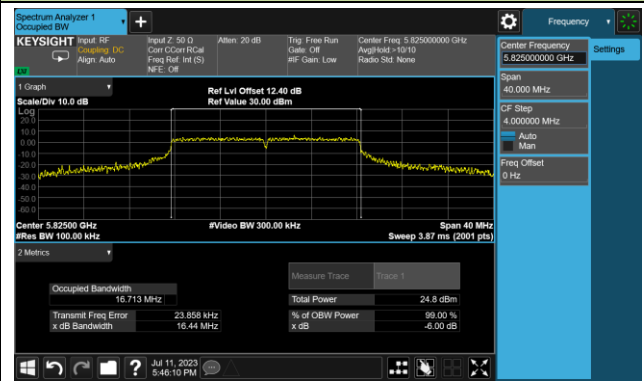 Spectrum Analyzer 1
Occupied BW
+
Frequency
KEYSIGHT
Input: RF
Coupling: DC
Align: Auto
Input Z: 50 Ω
Corr CCorr RCal
Freq Ref: Int (S)
NFE: Off
Atten: 20 dB
Trig: Free Run
Gate: Off
#IF Gain: Low
Center Freq: 5.825000000 GHz
Avg|Hold:>10/10
Radio Std: None
Center Frequency
5.825000000 GHz
Settings
Span
40.000 MHz
CF Step
4.000000 MHz
Auto
Man
Freq Offset
0 Hz
1 Graph
Scale/Div 10.0 dB
Ref Lvl Offset 12.40 dB
Ref Value 30.00 dBm
Log
20.0
10.0
0.00
-10.0
-20.0
-30.0
-40.0
-50.0
-60.0
Center 5.82500 GHz
#Res BW 100.00 kHz
#Video BW 300.00 kHz
Span 40 MHz
Sweep 3.87 ms (2001 pts)
2 Metrics
Measure Trace
Trace 1
Occupied Bandwidth
16.713 MHz
Total Power
24.8 dBm
Transmit Freq Error
23.858 kHz
% of OBW Power
99.00 %
x dB Bandwidth
16.44 MHz
x dB
-6.00 dB
?
Jul 11, 2023
5:46:10 PM